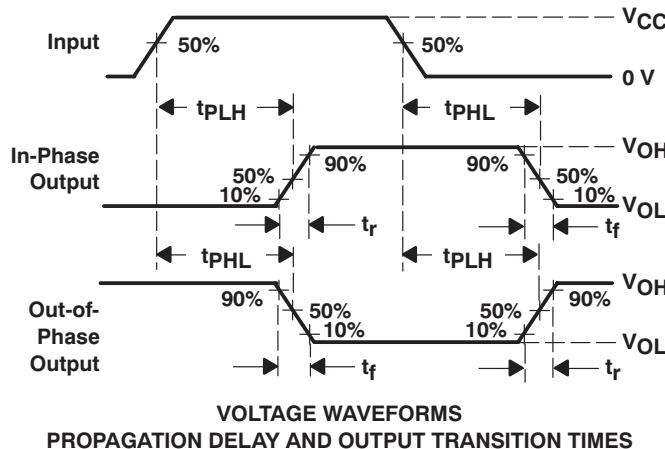 VCC
Input
50%
50%
0 V
tPLH
tPHL
In-Phase
Output
VOH
90%
90%
50%
50%
10%
10%
VOL
tr
tf
tPHL
tPLH
Out-of-
Phase
Output
VOH
90%
90%
50%
50%
10%
10%
VOL
tf
tr
VOLTAGE WAVEFORMS
PROPAGATION DELAY AND OUTPUT TRANSITION TIMES